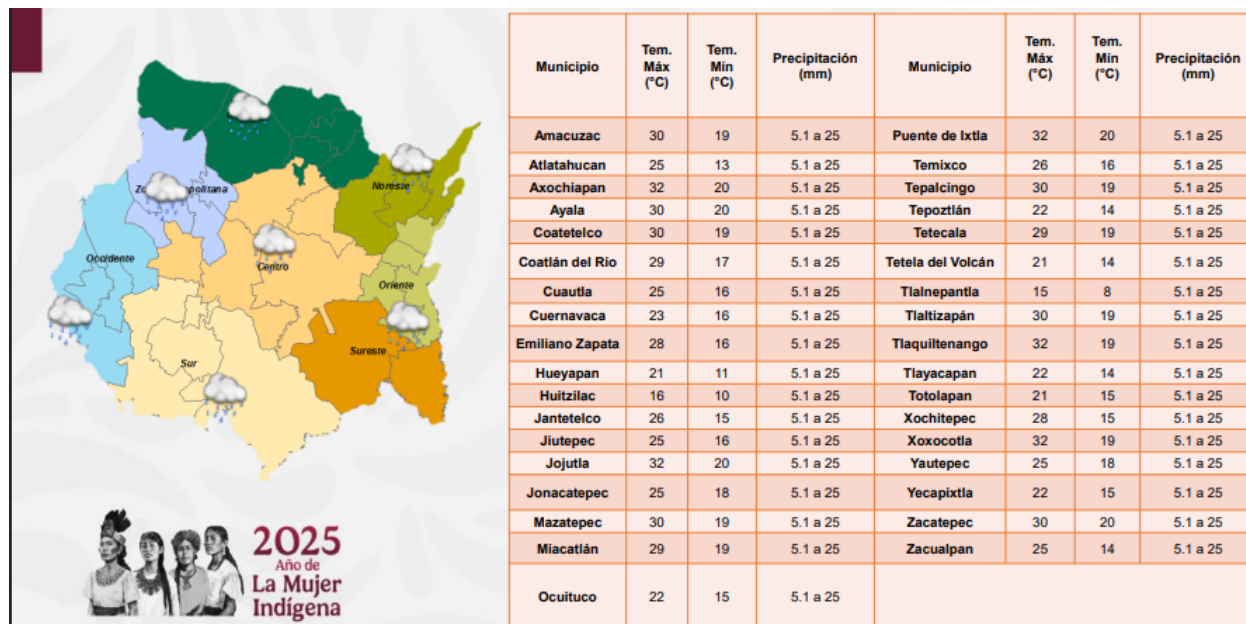 Noreste
Zo
politana
Occidente
Centro
Oriente
Sur
Sureste
2025
Año de
La Mujer
Indígena
Municipio Tem. Máx (°C) Tem. Mín (°C) Precipitación (mm) Municipio Tem. Máx (°C) Tem. Mín (°C) Precipitación (mm)
Amacuzac 30 19 5.1 a 25 Puente de Ixtla 32 20 5.1 a 25
Atlatahucan 25 13 5.1 a 25 Temixco 26 16 5.1 a 25
Axochiapan 32 20 5.1 a 25 Tepalcingo 30 19 5.1 a 25
Ayala 30 20 5.1 a 25 Tepoztlán 22 14 5.1 a 25
Coatetelco 30 19 5.1 a 25 Tetecala 29 19 5.1 a 25
Coatlán del Río 29 17 5.1 a 25 Tetela del Volcán 21 14 5.1 a 25
Cuautla 25 16 5.1 a 25 Tlalnepantla 15 8 5.1 a 25
Cuernavaca 23 16 5.1 a 25 Tlaltizapán 30 19 5.1 a 25
Emiliano Zapata 28 16 5.1 a 25 Tlaquiltenango 32 19 5.1 a 25
Hueyapan 21 11 5.1 a 25 Tlayacapan 22 14 5.1 a 25
Huitzilac 16 10 5.1 a 25 Totolapan 21 15 5.1 a 25
Jantetelco 26 15 5.1 a 25 Xochitepec 28 15 5.1 a 25
Jiutepec 25 16 5.1 a 25 Xoxocotla 32 19 5.1 a 25
Jojutla 32 20 5.1 a 25 Yautepec 25 18 5.1 a 25
Jonacatepec 25 18 5.1 a 25 Yecapixtla 22 15 5.1 a 25
Mazatepec 30 19 5.1 a 25 Zacatepec 30 20 5.1 a 25
Miacatlán 29 19 5.1 a 25 Zacualpan 25 14 5.1 a 25
Ocuituco 22 15 5.1 a 25